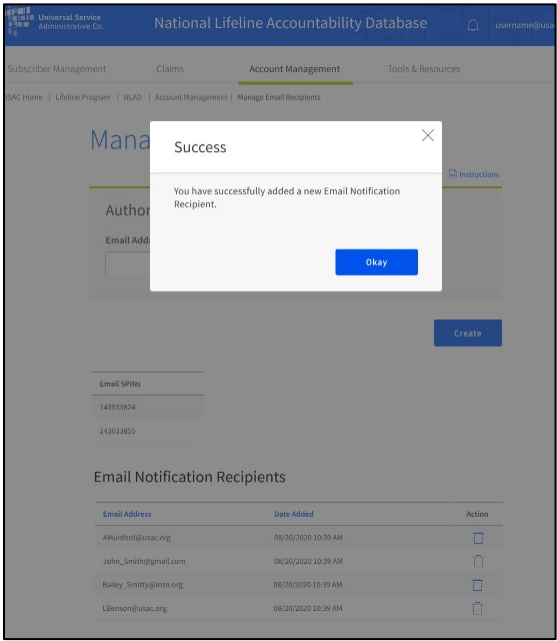 Universal Service
Administrative Co.
National Lifeline Accountability Database
username@usa
Subscriber Management Claims Account Management Tools & Resources
USAC Home | Lifeline Program | NLAD | Account Management | Manage Email Recipients
Mana
Success
Instructions
You have successfully added a new Email Notification
Recipient.
Author
Email Addr
Okay
Create
Email SPINs
143033824
143033855
Email Notification Recipients
Email Address Date Added Action
AMunford@usac.org 08/20/2020 10:39 AM
John_Smith@gmail.com 08/20/2020 10:39 AM
Bailey_Smitty@msn.org 08/20/2020 10:39 AM
LBenson@usac.org 08/20/2020 10:39 AM